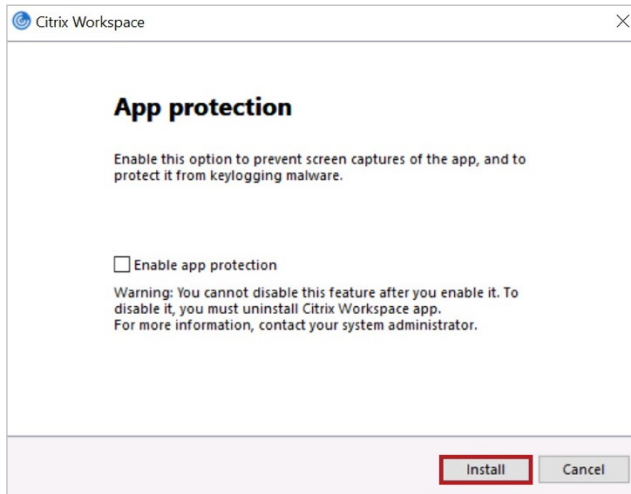 Citrix Workspace
App protection
Enable this option to prevent screen captures of the app, and to
protect it from keylogging malware.
Enable app protection
Warning: You cannot disable this feature after you enable it. To
disable it, you must uninstall Citrix Workspace app.
For more information, contact your system administrator.
Install Cancel